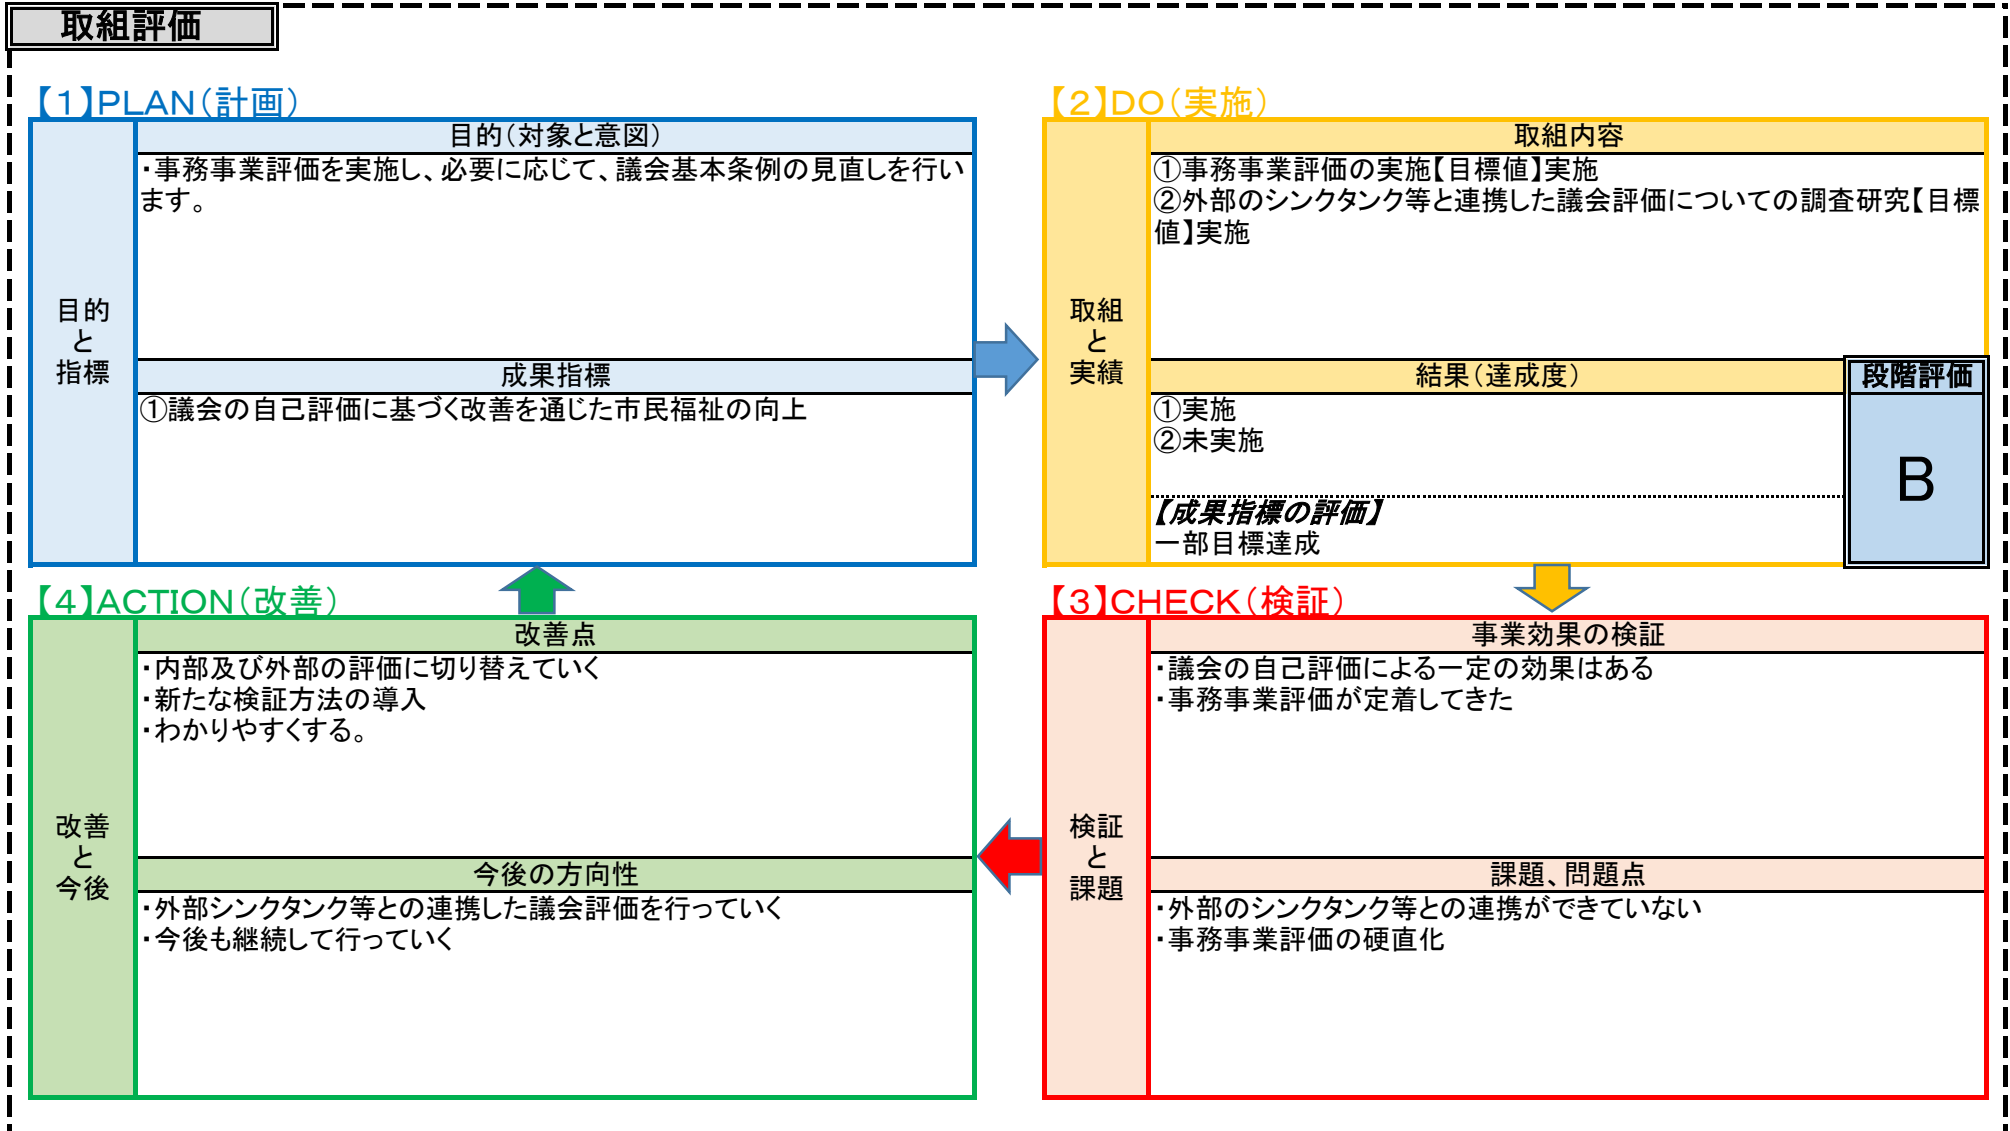 取組評価
【1】PLAN(計画)
目的(対象と意図)
・事務事業評価を実施し、必要に応じて、議会基本条例の見直しを行い
ます。
目的
と
指標
成果指標
①議会の自己評価に基づく改善を通じた市民福祉の向上
【2】DO(実施)
取組内容
①事務事業評価の実施【目標値】実施
②外部のシンクタンク等と連携した議会評価についての調査研究【目標
値】実施
取組
と
実績
結果(達成度)
段階評価
①実施
②未実施
B
【成果指標の評価】
一部目標達成
【3】CHECK(検証)
事業効果の検証
・議会の自己評価による一定の効果はある
・事務事業評価が定着してきた
検証
と
課題
課題、問題点
・外部のシンクタンク等との連携ができていない
・事務事業評価の硬直化
【4】ACTION(改善)
改善点
・内部及び外部の評価に切り替えていく
・新たな検証方法の導入
・わかりやすくする。
改善
と
今後
今後の方向性
・外部シンクタンク等との連携した議会評価を行っていく
・今後も継続して行っていく